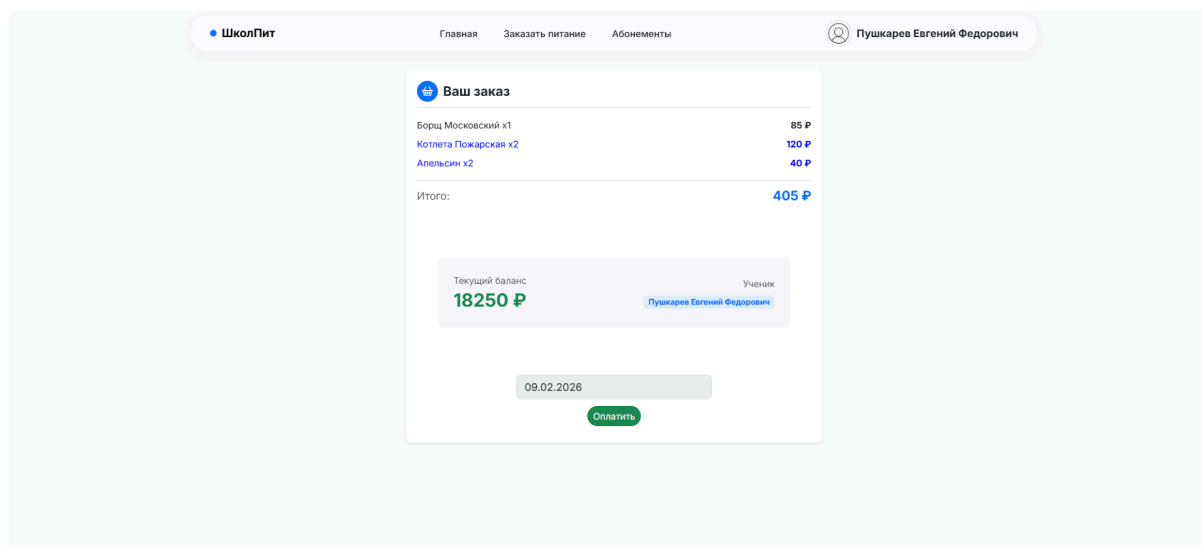 ШколПит
Главная Заказать питание Абонементы
Пушкарев Евгений Федорович
Ваш заказ
Борщ Московский x1 85 ₽
Котлета Пожарская x2 120 ₽
Апельсин x2 40 ₽
Итого: 405 ₽
Текущий баланс
18250 ₽
Ученик
Пушкарев Евгений Федорович
09.02.2026
Оплатить